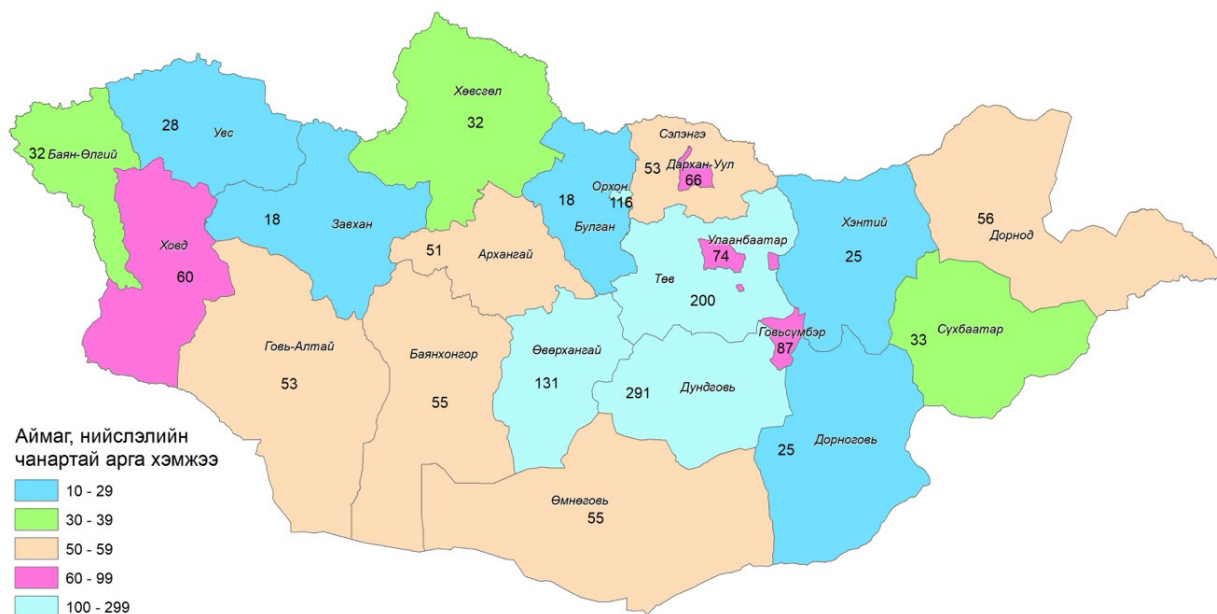 Хөвсгөл
32
28
Увс
Сэлэнгэ
53
Дархан-Уул
66
32
Баян-Өлгий
Орхон
116
18
Булган
18
Завхан
Хэнтий
25
56
Дорнод
Ховд
60
51
Архангай
Улаанбаатар
74
Төв
200
Говьсүмбэр
87
Сүхбаатар
33
Говь-Алтай
53
Баянхонгор
55
Өвөрхангай
131
291
Дундговь
25
Дорноговь
Өмнөговь
55
Аймаг, нийслэлийн
чанартай арга хэмжээ
10 - 29
30 - 39
50 - 59
60 - 99
100 - 299